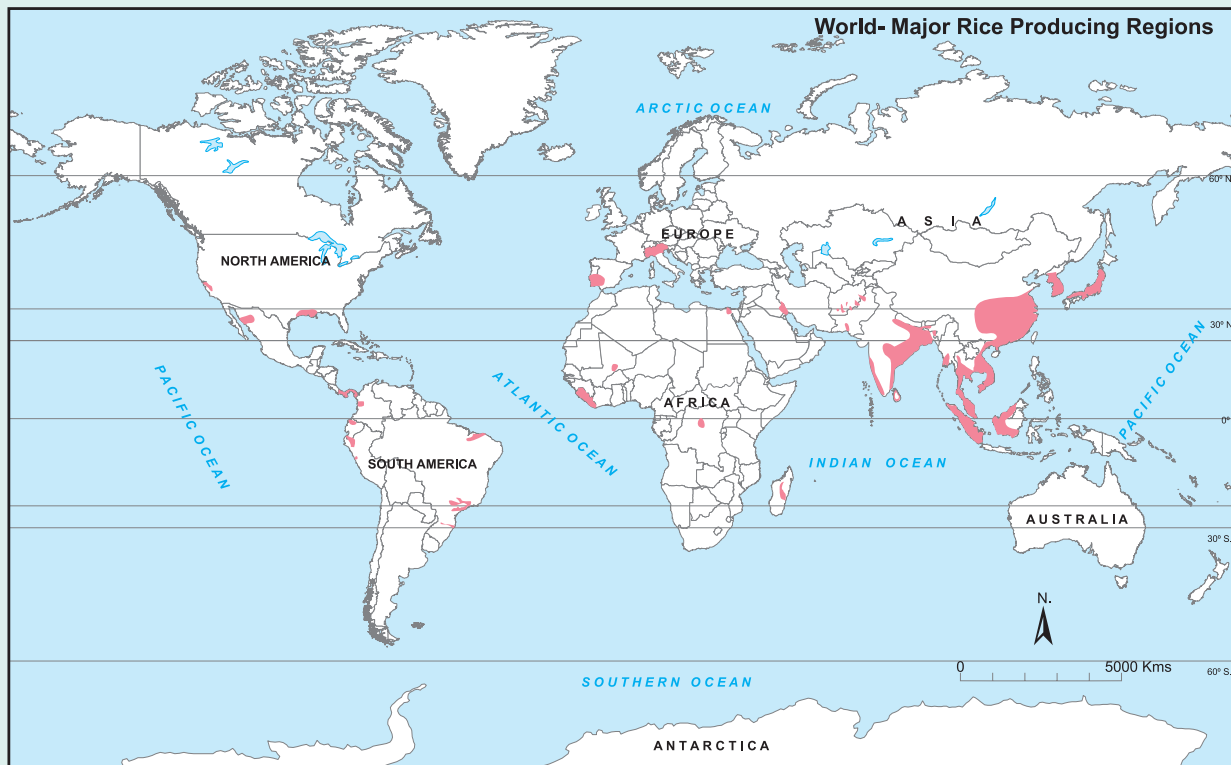 World- Major Rice Producing Regions
ARCTIC OCEAN
60° N
ASIA
EUROPE
NORTH AMERICA
30° N
PACIFIC OCEAN
ATLANTIC OCEAN
AFRICA
PACIFIC OCEAN
0°
SOUTH AMERICA
INDIAN OCEAN
AUSTRALIA
30° S.
N.
0 5000 Kms
60° S.
SOUTHERN OCEAN
ANTARCTICA